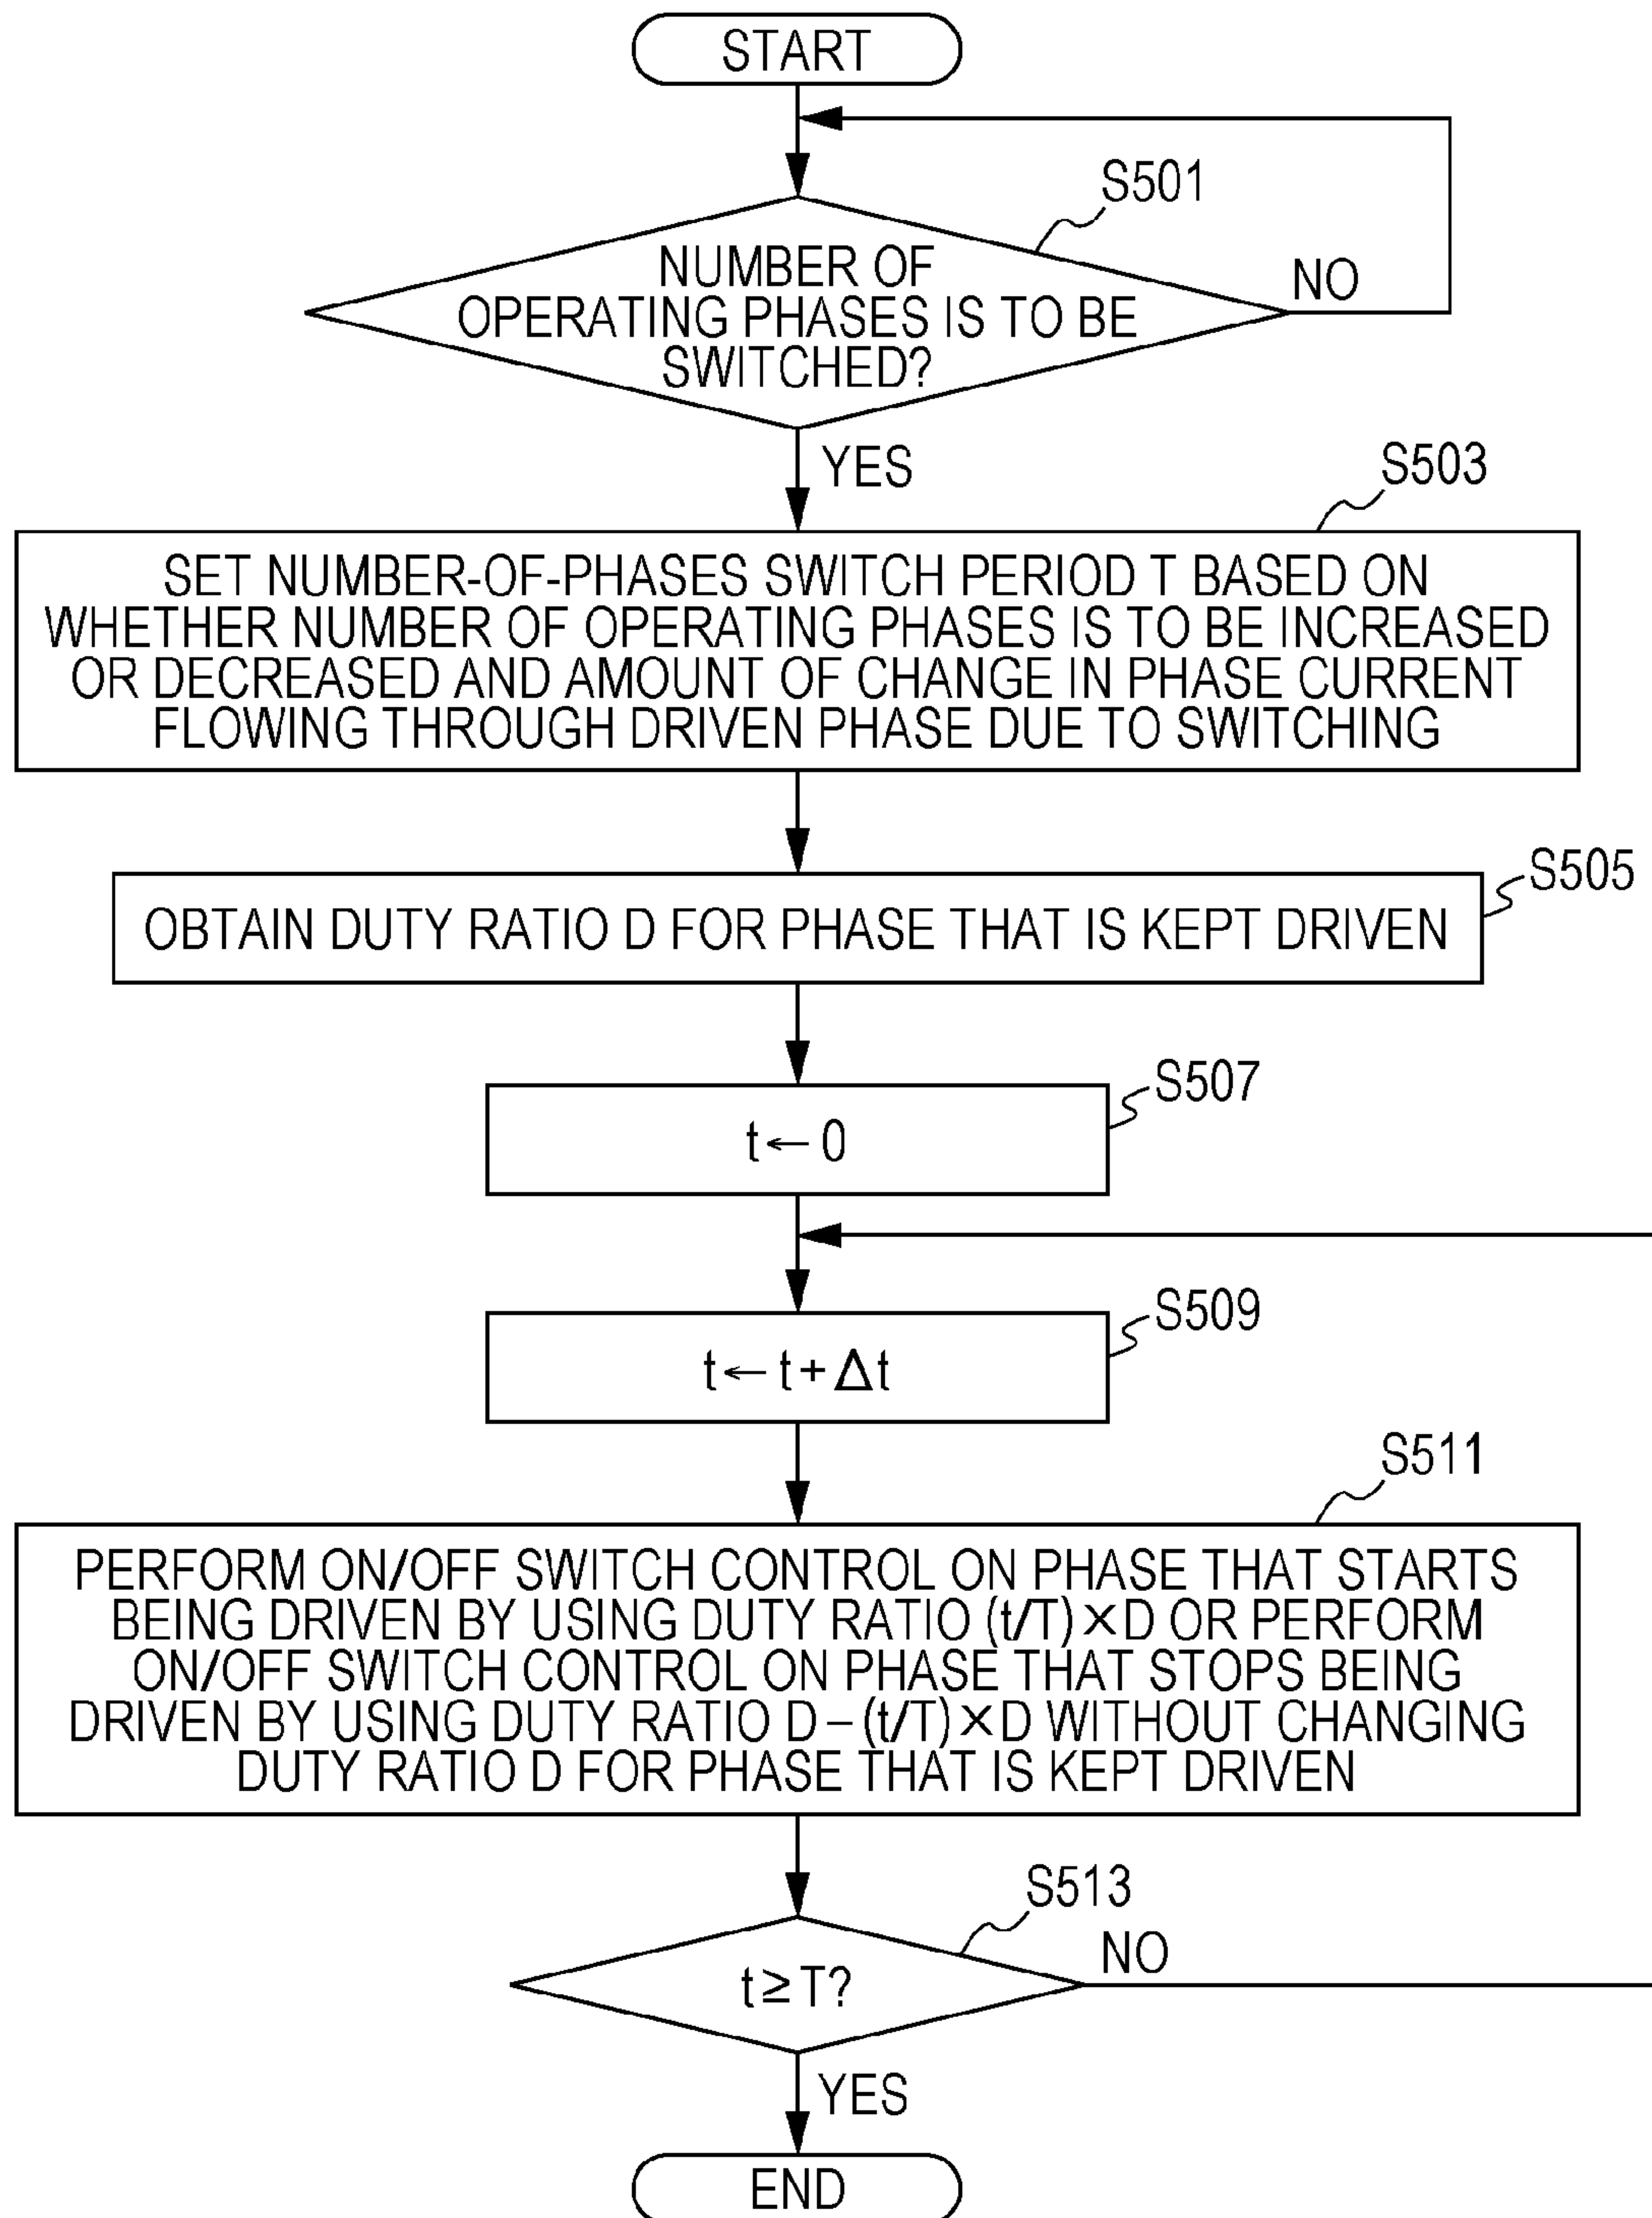 START
S501
NUMBER OF
OPERATING PHASES IS TO BE
SWITCHED?
NO
YES
S503
SET NUMBER-OF-PHASES SWITCH PERIOD T BASED ON
WHETHER NUMBER OF OPERATING PHASES IS TO BE INCREASED
OR DECREASED AND AMOUNT OF CHANGE IN PHASE CURRENT
FLOWING THROUGH DRIVEN PHASE DUE TO SWITCHING
S505
OBTAIN DUTY RATIO D FOR PHASE THAT IS KEPT DRIVEN
S507
t←0
S509
t←t+Δt
S511
PERFORM ON/OFF SWITCH CONTROL ON PHASE THAT STARTS
BEING DRIVEN BY USING DUTY RATIO (t/T)×D OR PERFORM
ON/OFF SWITCH CONTROL ON PHASE THAT STOPS BEING
DRIVEN BY USING DUTY RATIO D−(t/T)×D WITHOUT CHANGING
DUTY RATIO D FOR PHASE THAT IS KEPT DRIVEN
S513
t≥T?
NO
YES
END